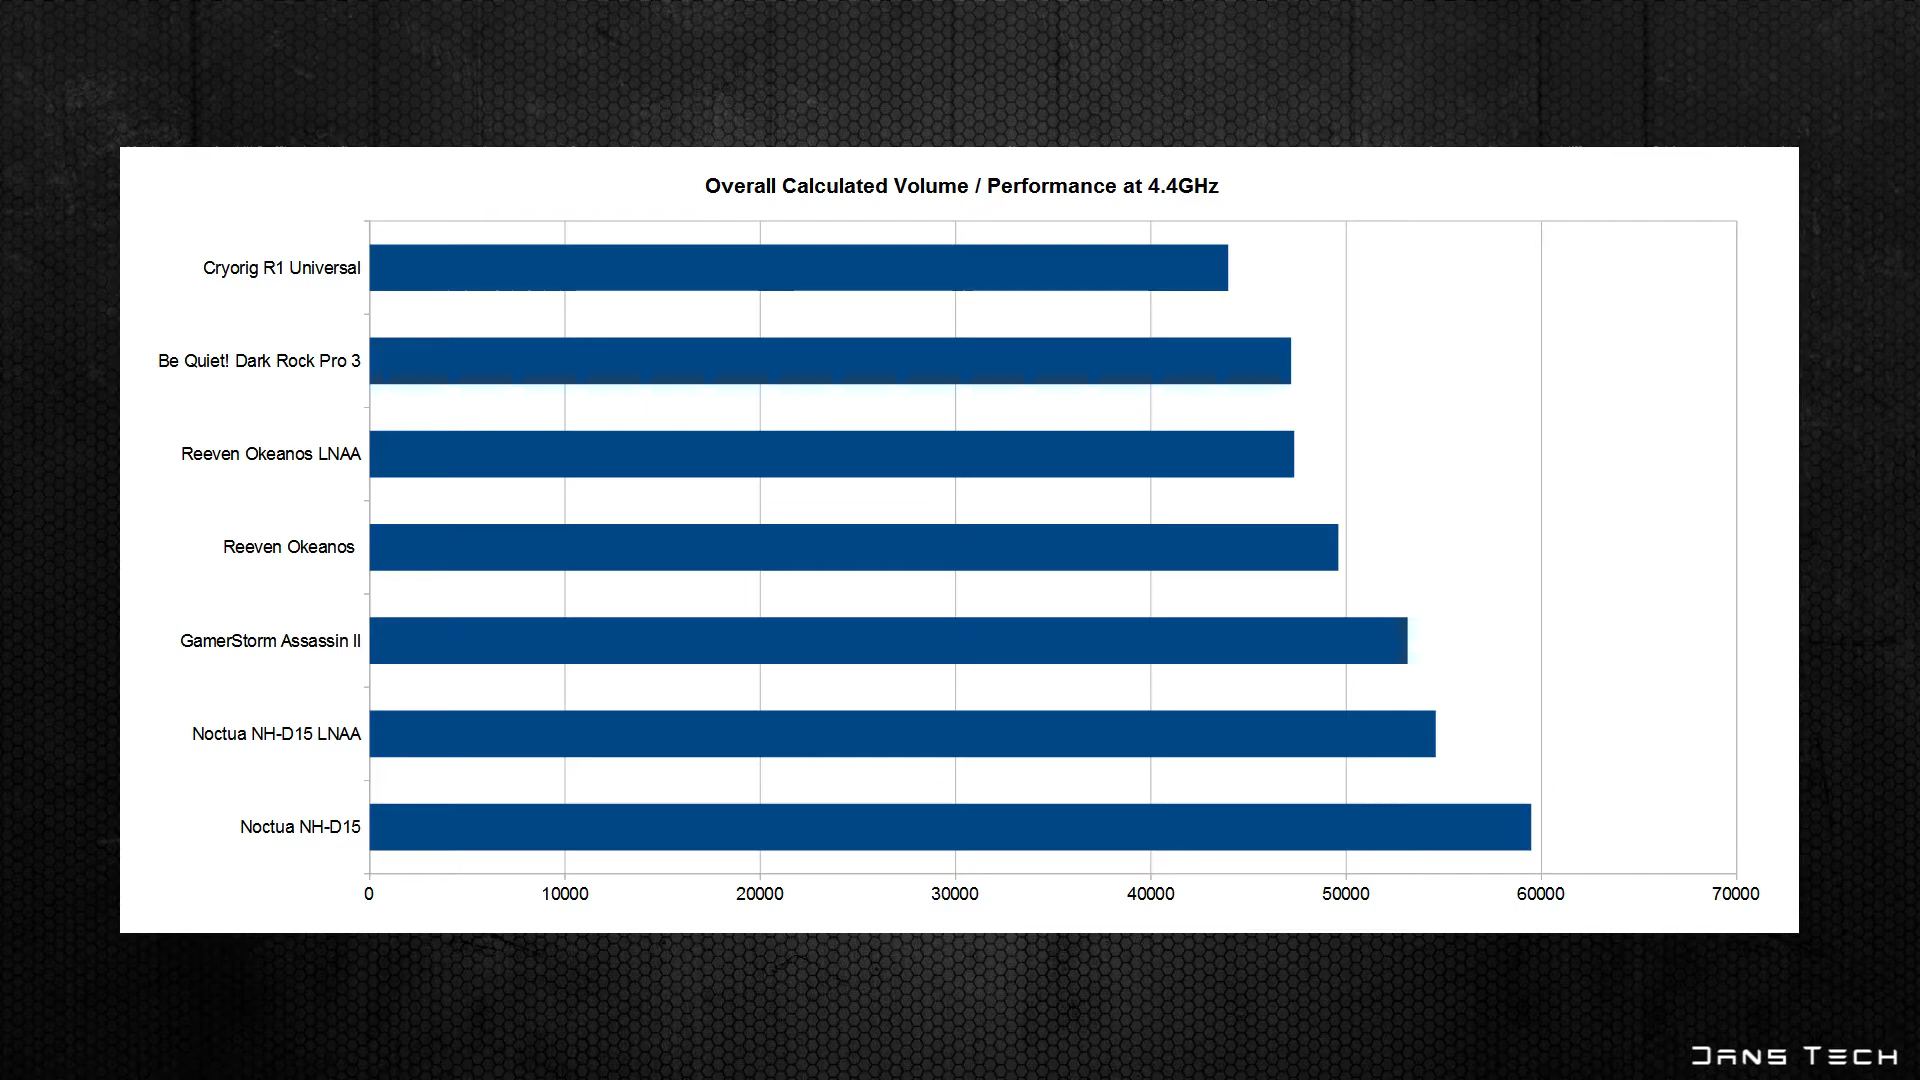 Overall Calculated Volume / Performance at 4.4GHz
Cryorig R1 Universal
Be Quiet! Dark Rock Pro 3
Reeven Okeanos LNAA
Reeven Okeanos
GamerStorm Assassin II
Noctua NH-D15 LNAA
Noctua NH-D15
0 10000 20000 30000 40000 50000 60000 70000
JANS TECH